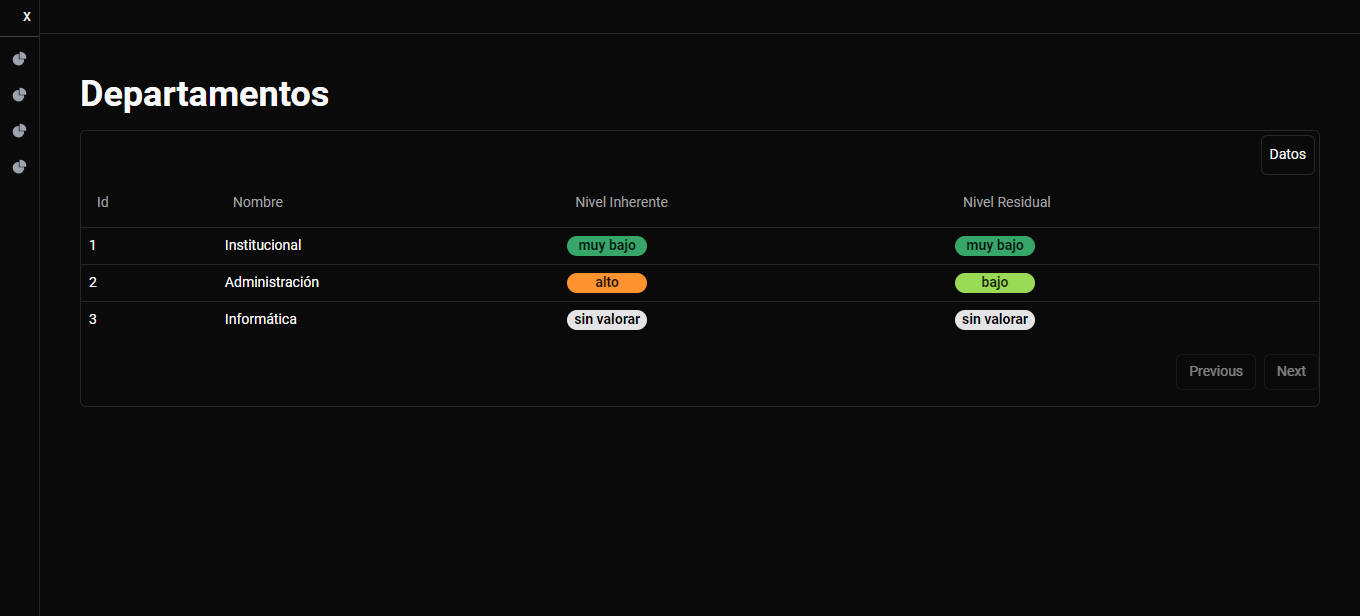 X
Departamentos
Datos
Id Nombre Nivel Inherente Nivel Residual
1 Institucional muy bajo muy bajo
2 Administración alto bajo
3 Informática sin valorar sin valorar
Previous Next